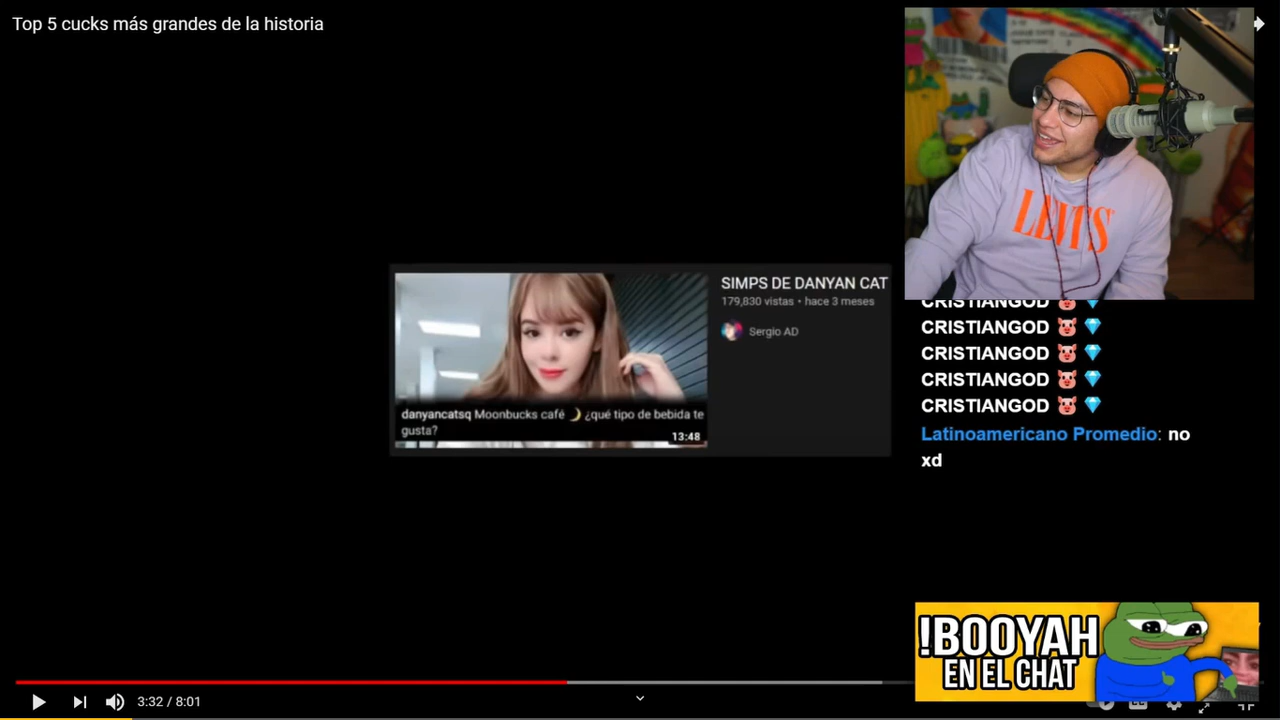 Top 5 cucks más grandes de la historia
LEVI'S
SIMPS DE DANYAN CAT
179,830 vistas • hace 3 meses
Sergio AD
danyancatsq Moonbucks café 🌙 ¿qué tipo de bebida te
gusta?
13:48
CRISTIANGOD 🐷 💎
CRISTIANGOD 🐷 💎
CRISTIANGOD 🐷 💎
CRISTIANGOD 🐷 💎
CRISTIANGOD 🐷 💎
Latinoamericano Promedio: no
xd
!BOOYAH
EN EL CHAT
3:32 / 8:01